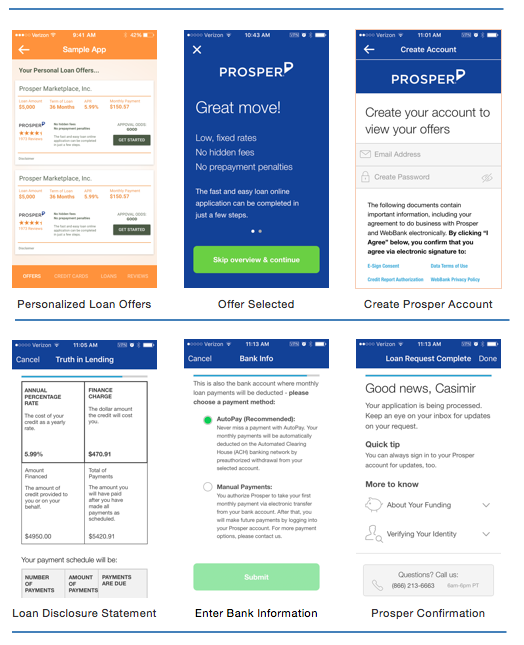 Verizon 9:41 AM 42%
Sample App
Your Personal Loan Offers...
Prosper Marketplace, Inc.
Loan Amount Term of Loan APR Monthly Payment
$5,000 36 Months 5.99% $150.57
PROSPER
No hidden fees
No prepayment penalties
APPROVAL ODDS
GOOD
The fast and easy loan online
application can be completed
in just a few steps.
GET STARTED
Disclaimer
Prosper Marketplace, Inc.
Loan Amount Term of Loan APR Monthly Payment
$5,000 36 Months 5.99% $150.57
PROSPER
No hidden fees
No prepayment penalties
APPROVAL ODDS
GOOD
The fast and easy loan online
application can be completed
in just a few steps.
GET STARTED
Disclaimer
OFFERS CREDIT CARDS LOANS REVIEWS
Personalized Loan Offers
Verizon 10:43 AM VPN
PROSPER
Great move!
Low, fixed rates
No hidden fees
No prepayment penalties
The fast and easy loan online
application can be completed in
just a few steps.
Skip overview & continue
Offer Selected
Verizon 11:01 AM VPN
Create Account
PROSPER
Create your account to
view your offers
Email Address
Create Password
The following documents contain
important information, including your
agreement to do business with Prosper
and WebBank electronically. By clicking "I
Agree" below, you confirm that you
agree via electronic signature to:
E-Sign Consent Data Terms of Use
Credit Report Authorization WebBank Privacy Policy
Create Prosper Account
Verizon 11:05 AM VPN
Cancel Truth in Lending
ANNUAL
PERCENTAGE
RATE
The cost of your
credit as a yearly
rate.
5.99%
FINANCE
CHARGE
The dollar amount
the credit will cost
you.
$470.91
Amount
Financed
The amount of
credit provided to
you or on your
behalf.
$4950.00
Total of
Payments
The amount you
will have paid
after you have
made all
payments as
scheduled.
$5420.91
Your payment schedule will be:
NUMBER
OF
PAYMENTS
AMOUNT
OF
PAYMENTS
PAYMENTS
ARE DUE
Loan Disclosure Statement
Verizon 11:13 AM VPN
Cancel Bank Info
This is also the bank account where monthly
loan payments will be deducted - please
choose a payment method:
AutoPay (Recommended):
Never miss a payment with AutoPay. Your
monthly payments will be automatically
deducted on the Automated Clearing
House (ACH) banking network by
preauthorized withdrawal from your
selected account.
Manual Payments:
You authorize Prosper to take your first
monthly payment via electronic transfer
from your bank account. After that, you
will make future payments by logging into
your Prosper account. For more payment
options, please contact us.
Submit
Enter Bank Information
Verizon 11:13 AM VPN
Loan Request Complete Done
Good news, Casimir
Your application is being processed.
Keep an eye on your inbox for updates
on your request.
Quick tip
You can always sign in to your Prosper
account for updates, too.
More to know
About Your Funding
Verifying Your Identity
Questions? Call us:
(866) 213-6663 6am-6pm PT
Prosper Confirmation